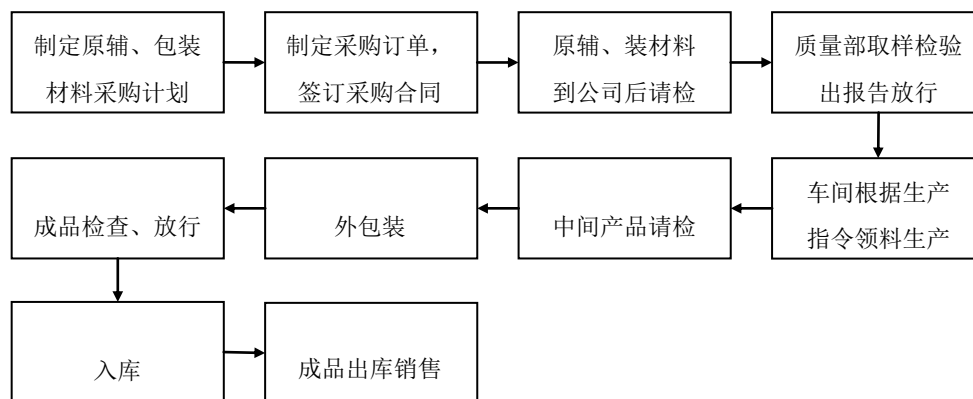 制定原辅、包装
材料采购计划
制定采购订单，
签订采购合同
原辅、装材料
到公司后请检
质量部取样检验
出报告放行
车间根据生产
指令领料生产
中间产品请检
外包装
成品检查、放行
入库
成品出库销售